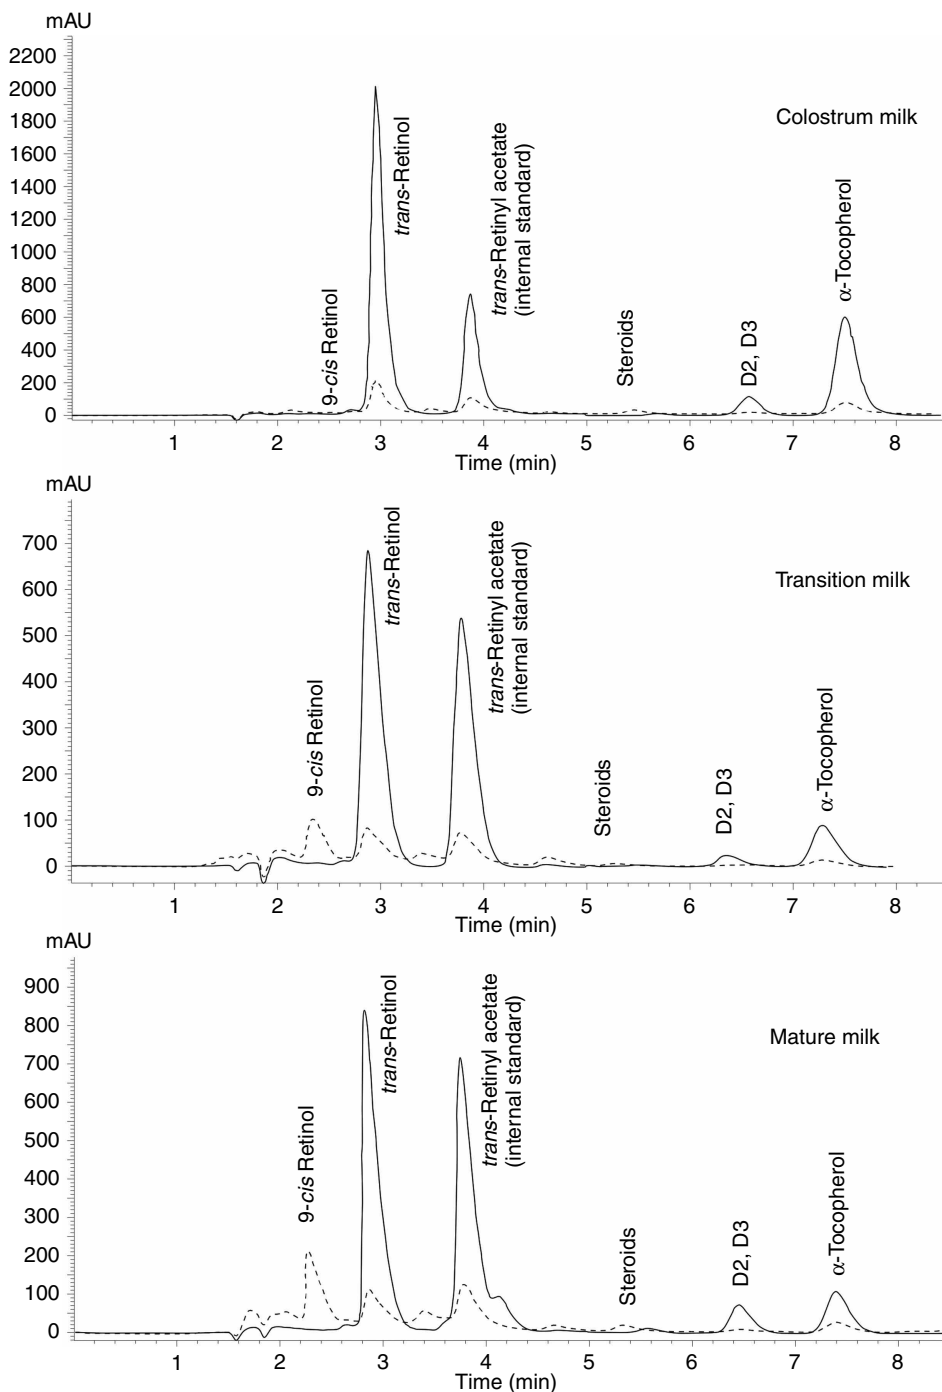 mAU
2200
2000
1800
1600
1400
1200
1000
800
600
400
200
0
9-cis Retinol
trans-Retinol
trans-Retinyl acetate
(internal standard)
Steroids
D2, D3
α-Tocopherol
Colostrum milk
1 2 3 4 5 6 7 8
Time (min)
mAU
700
600
500
400
300
200
100
0
9-cis Retinol
trans-Retinol
trans-Retinyl acetate
(internal standard)
Steroids
D2, D3
α-Tocopherol
Transition milk
1 2 3 4 5 6 7 8
Time (min)
mAU
900
800
700
600
500
400
300
200
100
0
9-cis Retinol
trans-Retinol
trans-Retinyl acetate
(internal standard)
Steroids
D2, D3
α-Tocopherol
Mature milk
1 2 3 4 5 6 7 8
Time (min)